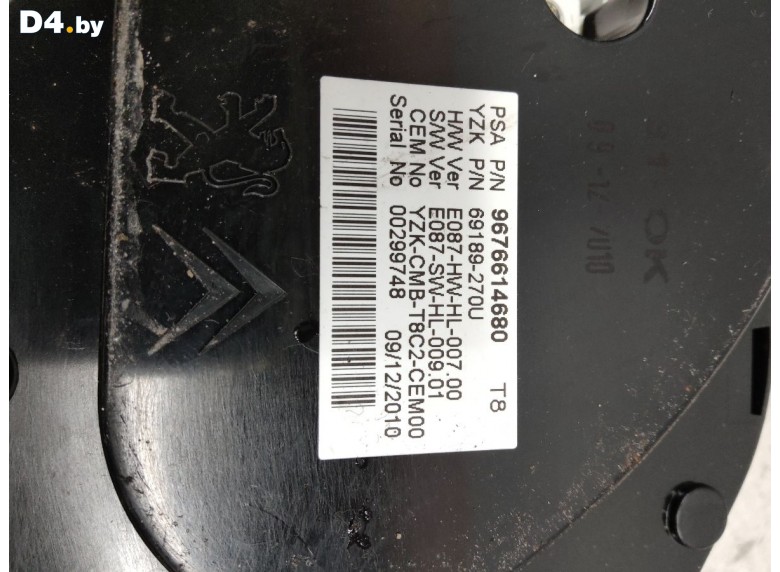 D4.by
PSA P/N 9676614680 T8
YZK P/N 69189-270U
H/W Ver E087-HW-HL-007.00
S/W Ver E087-SW-HL-009.01
CEM No YZK-CMB-T8C2-CEM00
Serial No 00299748 09/12/2010
OK